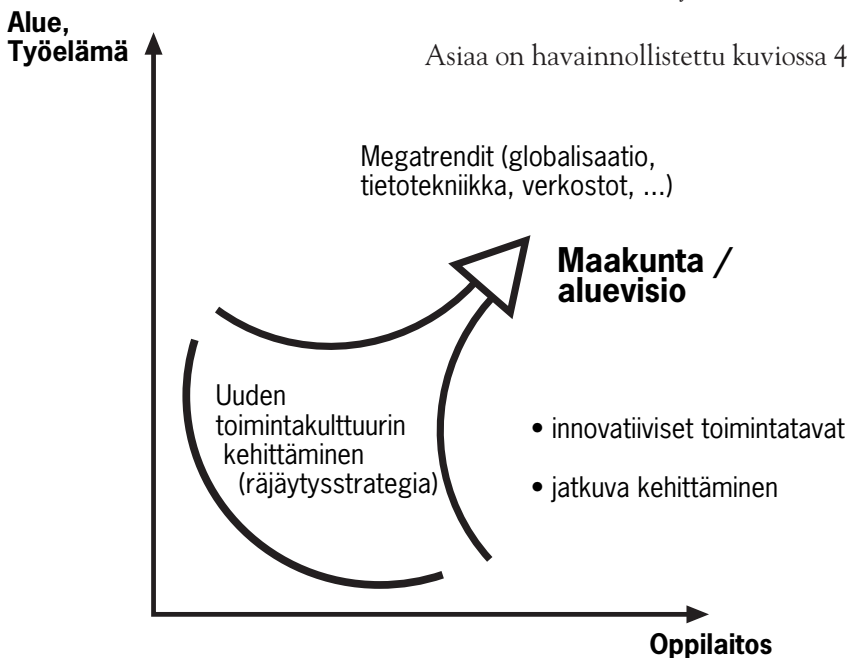 Alue,
Työelämä
Asiaa on havainnollistettu kuviossa 4
Megatrendit (globalisaatio,
tietotekniikka, verkostot, ...)
Maakunta /
aluevisio
Uuden
toimintakulttuurin
kehittäminen
(räjäytysstrategia)
• innovatiiviset toimintatavat
• jatkuva kehittäminen
Oppilaitos